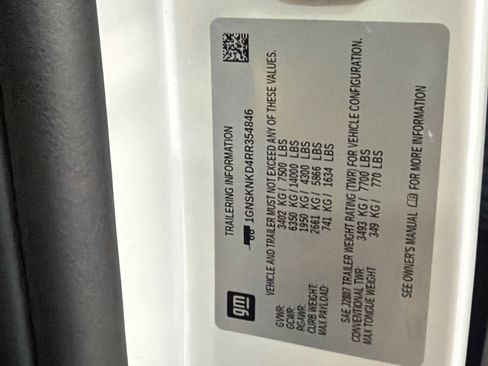 gm
TRAILERING INFORMATION
1GNSKNKD4RR354846
VEHICLE AND TRAILER MUST NOT EXCEED ANY OF THESE VALUES.
GVWR: 3402 KG / 7500 LBS
GCWR: 6350 KG / 14000 LBS
RGAWR: 1950 KG / 4300 LBS
CURB WEIGHT: 2661 KG / 5866 LBS
MAX PAYLOAD: 741 KG / 1634 LBS
SAE J2807 TRAILER WEIGHT RATING (TWR) FOR VEHICLE CONFIGURATION.
CONVENTIONAL TWR: 3493 KG / 7700 LBS
MAX TONGUE WEIGHT: 349 KG / 770 LBS
SEE OWNER'S MANUAL FOR MORE INFORMATION